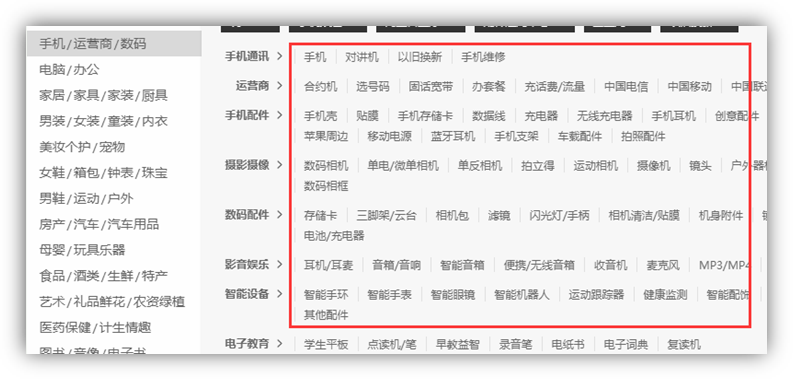 手机/运营商/数码
电脑/办公
家居/家具/家装/厨具
男装/女装/童装/内衣
美妆个护/宠物
女鞋/箱包/钟表/珠宝
男鞋/运动/户外
房产/汽车/汽车用品
母婴/玩具乐器
食品/酒类/生鲜/特产
艺术/礼品鲜花/农资绿植
医药保健/计生情趣
图书/音像/电子书
手机通讯 > 手机 对讲机 以旧换新 手机维修
运营商 > 合约机 选号码 固话宽带 办套餐 充话费/流量 中国电信 中国移动 中国联
手机配件 > 手机壳 贴膜 手机存储卡 数据线 充电器 无线充电器 手机耳机 创意配件
苹果周边 移动电源 蓝牙耳机 手机支架 车载配件 拍照配件
摄影摄像 > 数码相机 单电/微单相机 单反相机 拍立得 运动相机 摄像机 镜头 户外器
数码相框
数码配件 > 存储卡 三脚架/云台 相机包 滤镜 闪光灯/手柄 相机清洁/贴膜 机身附件
电池/充电器
影音娱乐 > 耳机/耳麦 音箱/音响 智能音箱 便携/无线音箱 收音机 麦克风 MP3/MP4
智能设备 > 智能手环 智能手表 智能眼镜 智能机器人 运动跟踪器 健康监测 智能配饰
其他配件
电子教育 > 学生平板 点读机/笔 早教益智 录音笔 电纸书 电子词典 复读机